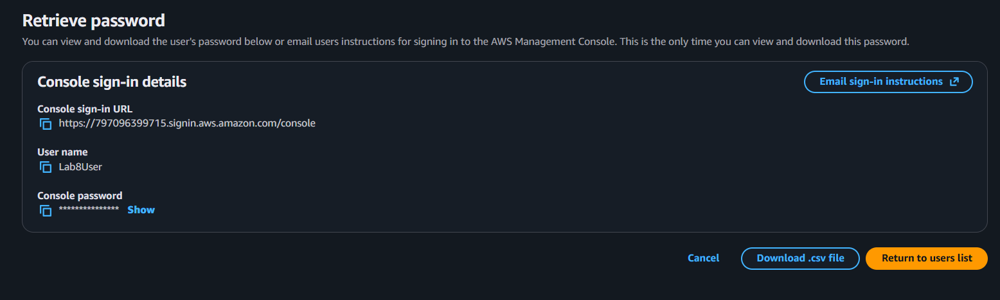 Retrieve password
You can view and download the user's password below or email users instructions for signing in to the AWS Management Console. This is the only time you can view and download this password.
Console sign-in details
Email sign-in instructions
Console sign-in URL
https://797096399715.signin.aws.amazon.com/console
User name
Lab8User
Console password
*************** Show
Cancel
Download .csv file
Return to users list